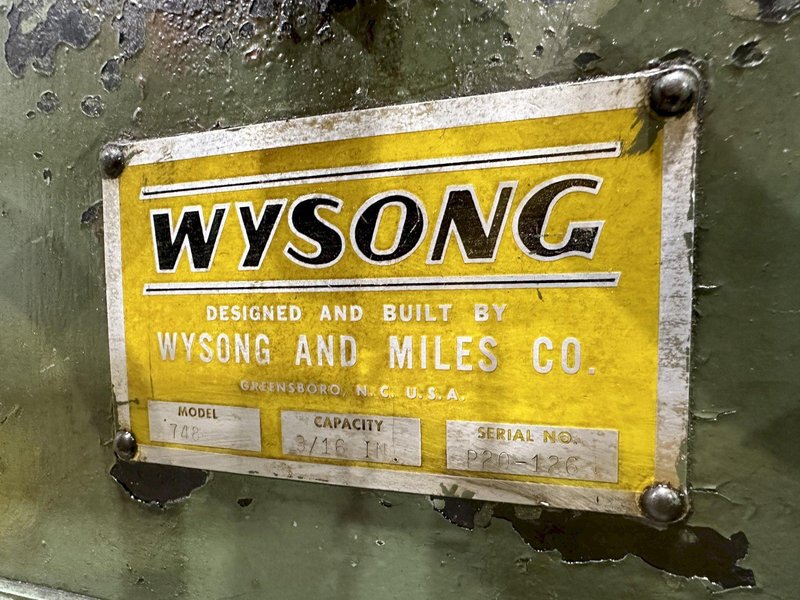 WYSONG
DESIGNED AND BUILT BY
WYSONG AND MILES CO.
GREENSBORO, N.C. U.S.A.
MODEL
748
CAPACITY
3/16 IN.
SERIAL NO.
P20-126